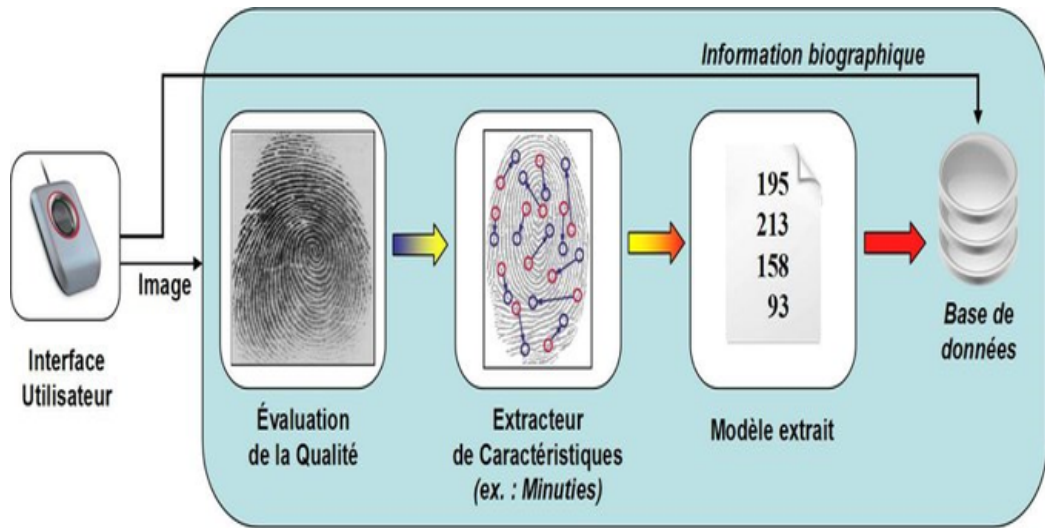 Information biographique
Image
Interface
Utilisateur
Évaluation
de la Qualité
Extracteur
de Caractéristiques
(ex. : Minuties)
195
213
158
93
Modèle extrait
Base de
données